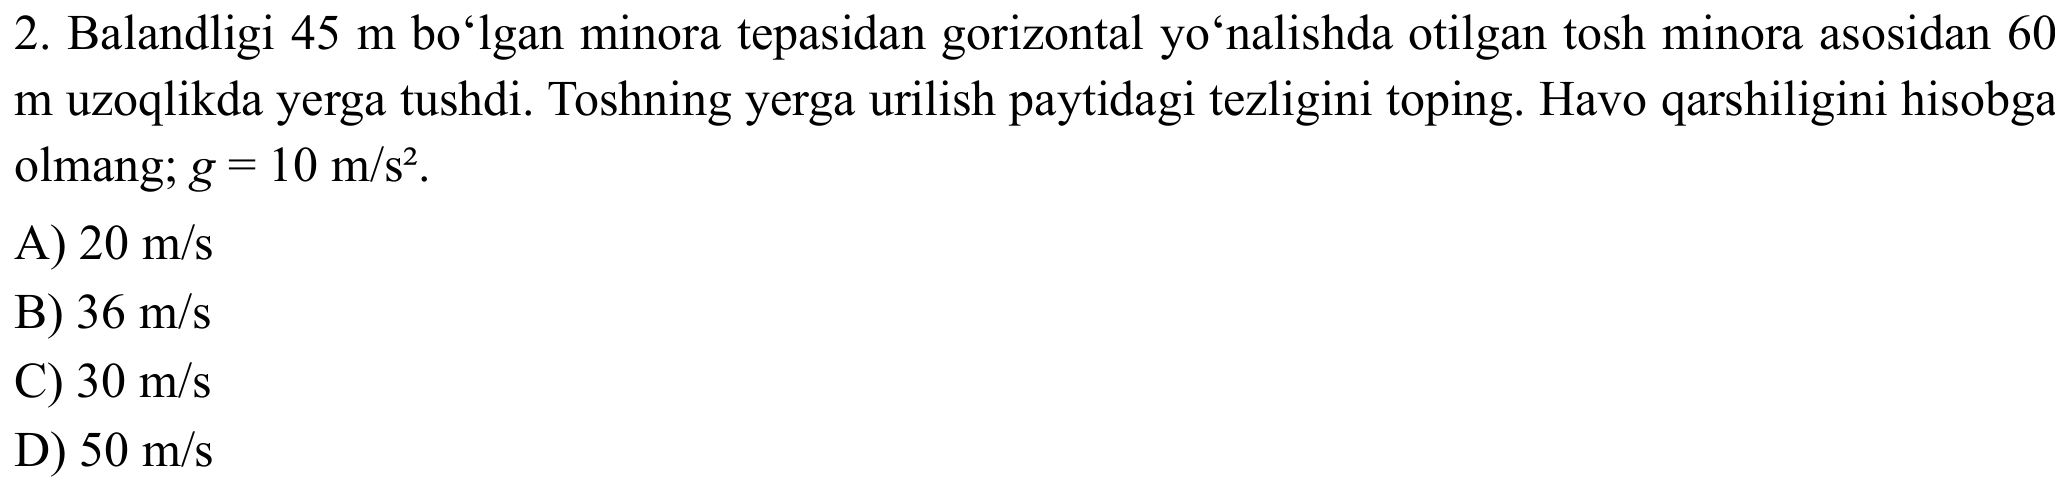 2. Balandligi 45 m bo‘lgan minora tepasidan gorizontal yo‘nalishda otilgan tosh minora asosidan 60
m uzoqlikda yerga tushdi. Toshning yerga urilish paytidagi tezligini toping. Havo qarshiligini hisobga
olmang; g = 10 m/s².
A) 20 m/s
B) 36 m/s
C) 30 m/s
D) 50 m/s